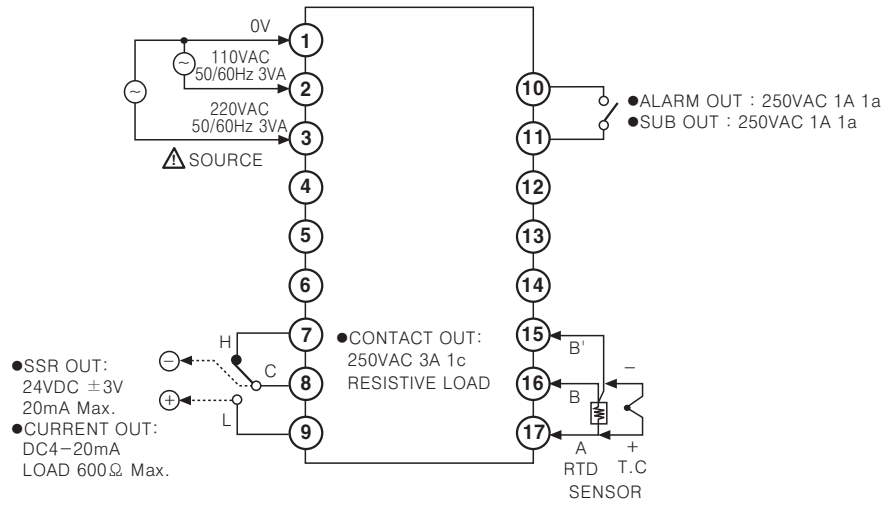 0V
1
110VAC
50/60Hz 3VA
2
220VAC
50/60Hz 3VA
3
⚠ SOURCE
4
5
6
7
8
9
10
11
12
13
14
15
16
17
●ALARM OUT : 250VAC 1A 1a
●SUB OUT : 250VAC 1A 1a
H
C
L
−
+
●SSR OUT:
24VDC ±3V
20mA Max.
●CURRENT OUT:
DC4-20mA
LOAD 600Ω Max.
●CONTACT OUT:
250VAC 3A 1c
RESISTIVE LOAD
B'
B
A
−
+
RTD
T.C
SENSOR